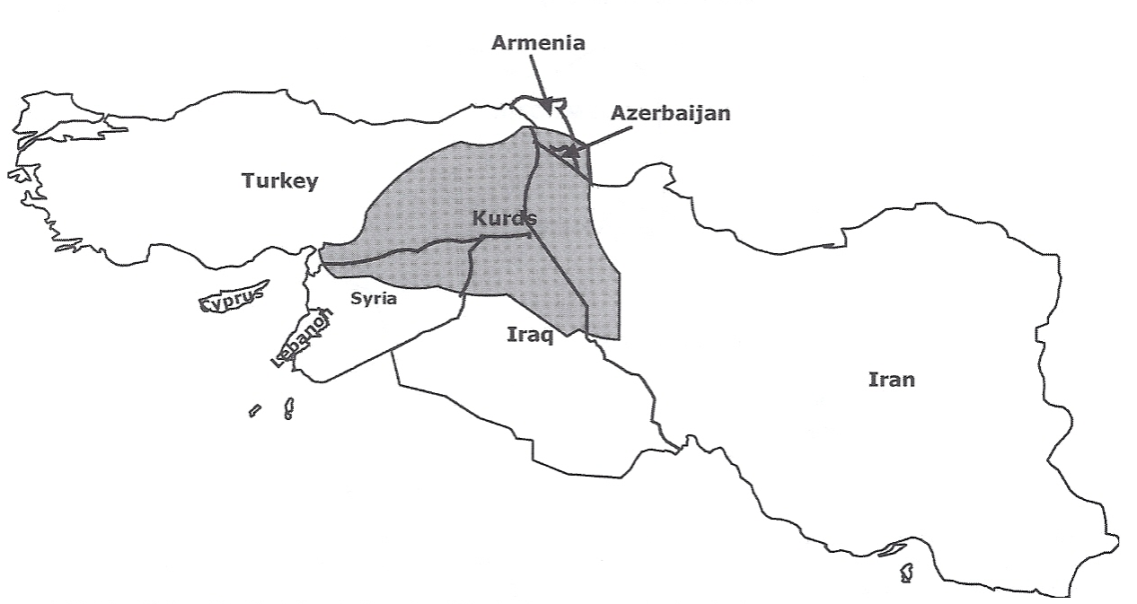 Armenia
Azerbaijan
Turkey
Kurds
Cyprus
Syria
Lebanon
Iraq
Iran